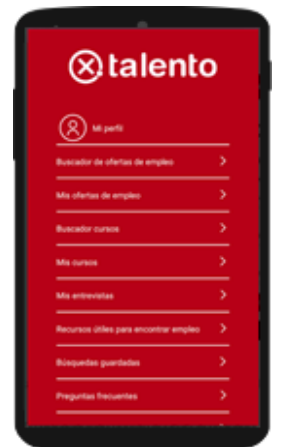 xtalento
Mi perfil
Buscador de ofertas de empleo
Mis ofertas de empleo
Buscador cursos
Mis cursos
Mis entrevistas
Recursos útiles para encontrar empleo
Búsquedas guardadas
Preguntas frecuentes